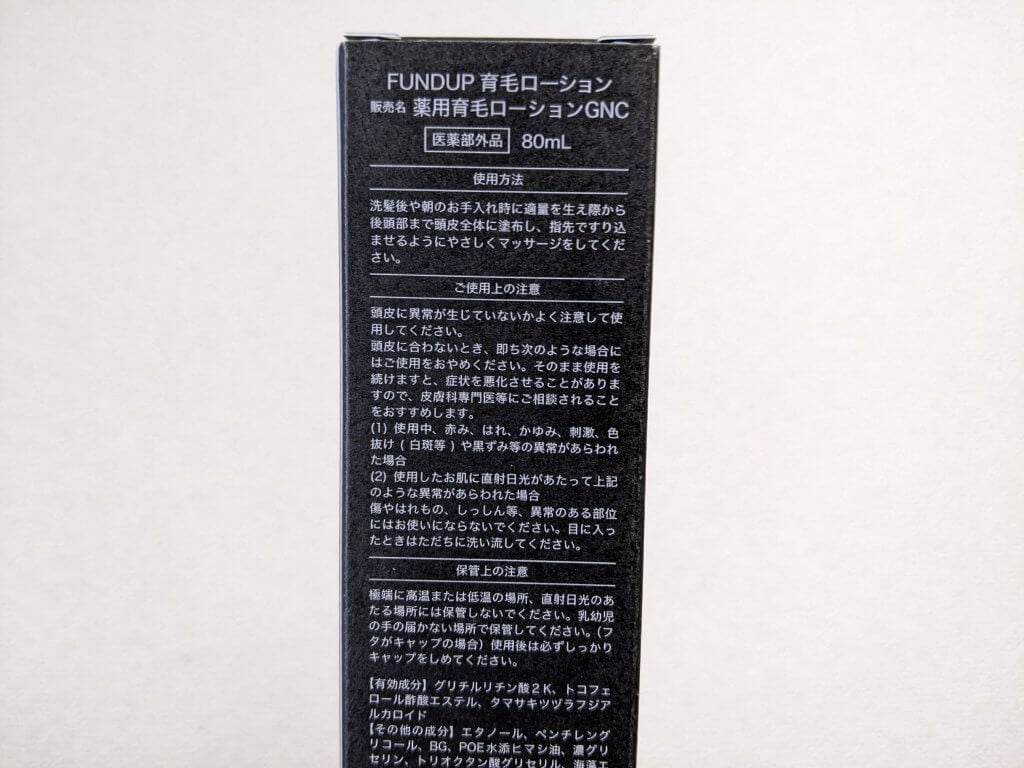 FUNDUP 育毛ローション
販売名 薬用育毛ローションGNC
医薬部外品 80mL
使用方法
洗髪後や朝のお手入れ時に適量を生え際から
後頭部まで頭皮全体に塗布し、指先ですり込
ませるようにやさしくマッサージをしてくだ
さい。
ご使用上の注意
頭皮に異常が生じていないかよく注意して使
用してください。
頭皮に合わないとき、即ち次のような場合に
はご使用をおやめください。そのまま使用を
続けますと、症状を悪化させることがありま
すので、皮膚科専門医等にご相談されること
をおすすめします。
(1) 使用中、赤み、はれ、かゆみ、刺激、色
抜け ( 白斑等 ) や黒ずみ等の異常があらわれ
た場合
(2) 使用したお肌に直射日光があたって上記
のような異常があらわれた場合
傷やはれもの、しっしん等、異常のある部位
にはお使いにならないでください。目に入っ
たときはただちに洗い流してください。
保管上の注意
極端に高温または低温の場所、直射日光のあ
たる場所には保管しないでください。乳幼児
の手の届かない場所で保管してください。(フ
タがキャップの場合) 使用後は必ずしっかり
キャップをしめてください。
【有効成分】グリチルリチン酸2K、トコフェ
ロール酢酸エステル、タマサキツヅラフジア
ルカロイド
【その他の成分】エタノール、ペンチレング
リコール、BG、POE水添ヒマシ油、濃グリ
セリン、トリオクタン酸グリセリル、海藻エ